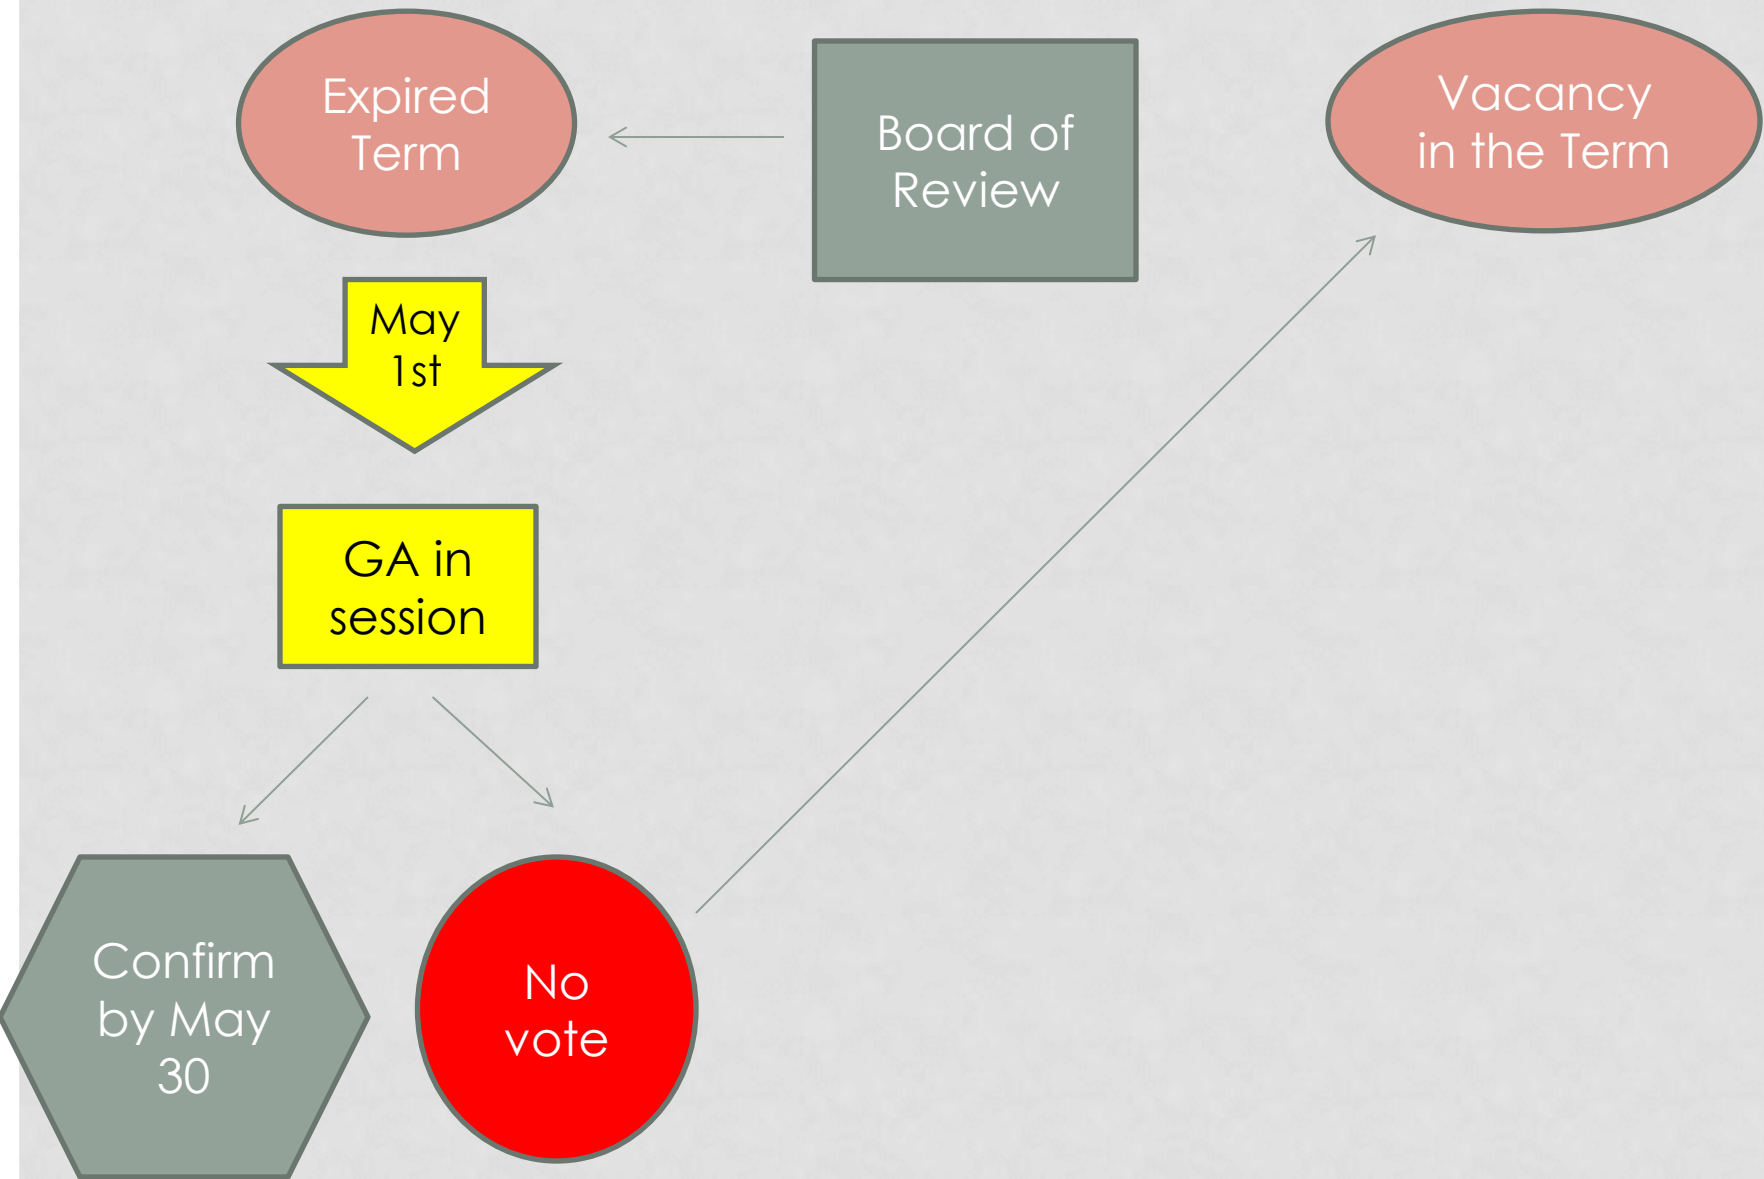 Expired
Term
Board of
Review
Vacancy
in the Term
May
1st
GA in
session
Confirm
by May
30
No
vote